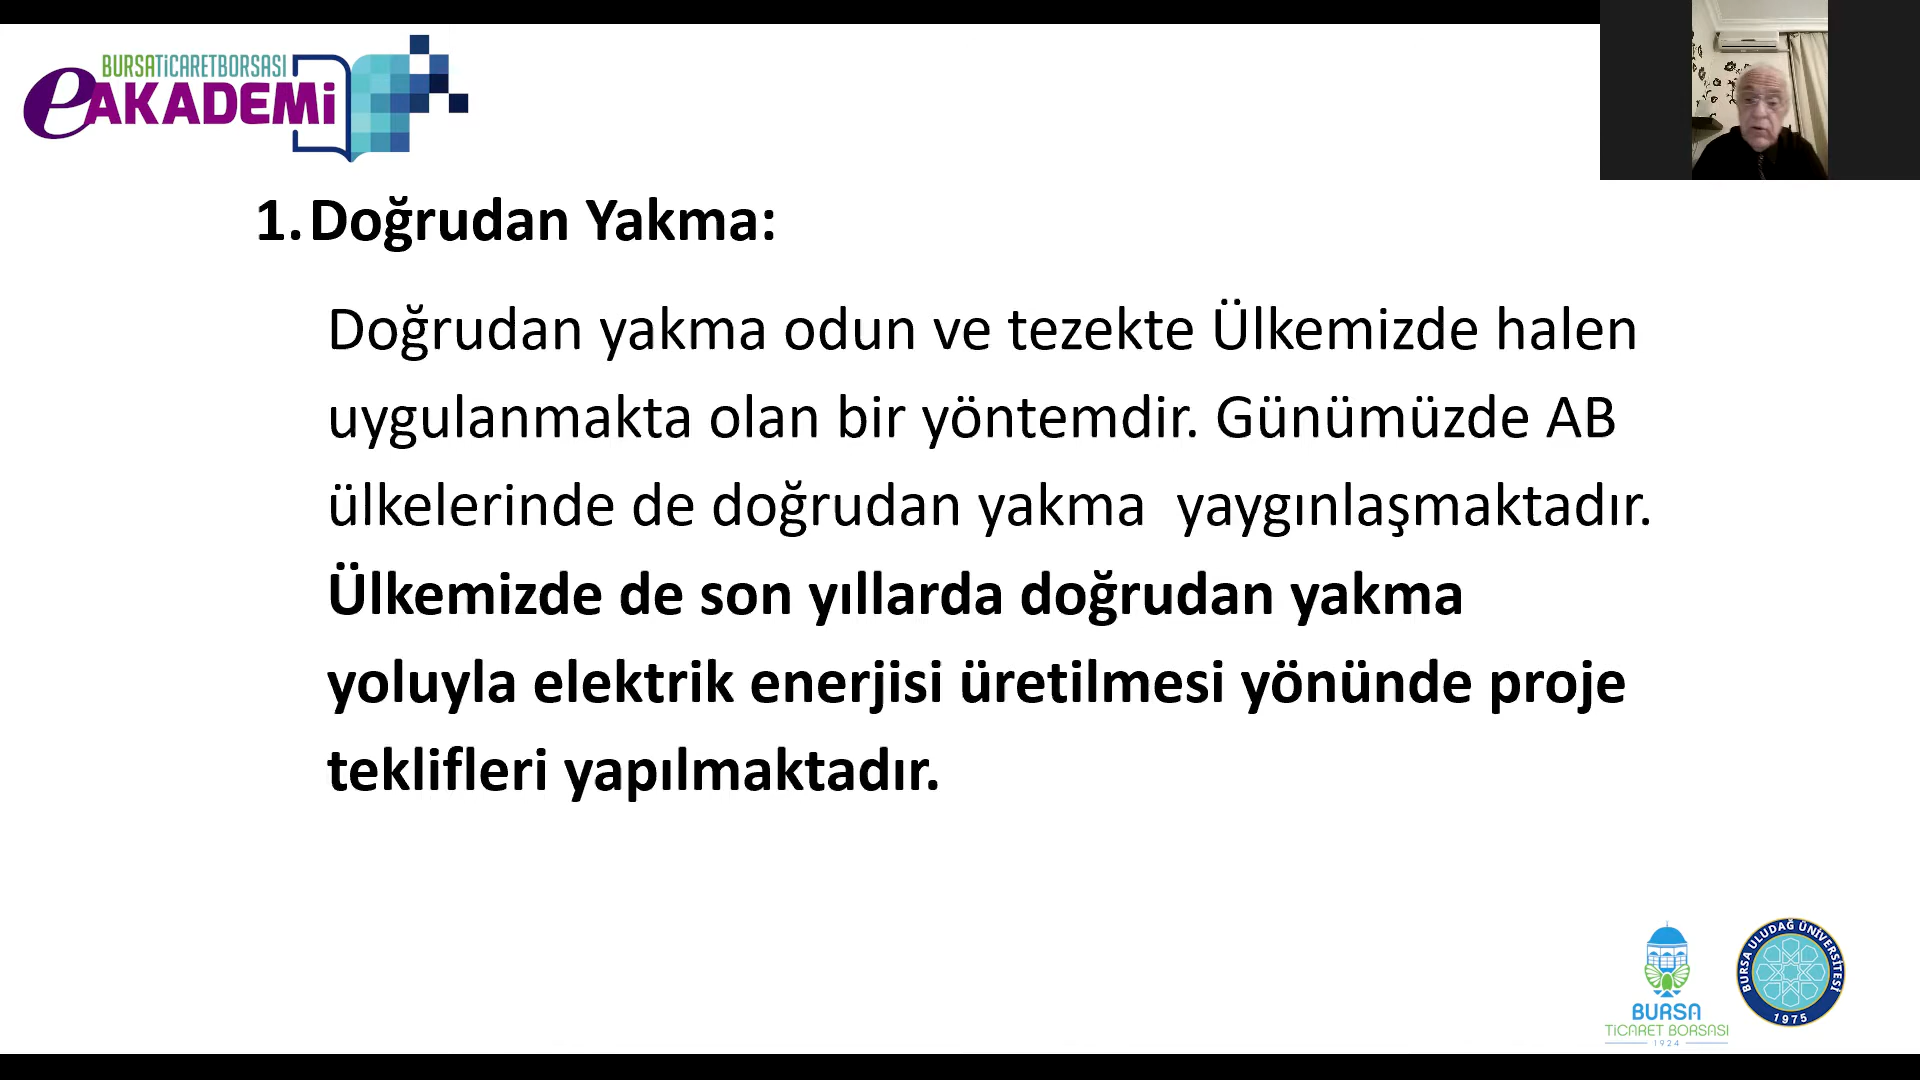 BURSATİCARETBORSASI
eAKADEMİ
1. Doğrudan Yakma:
Doğrudan yakma odun ve tezekte Ülkemizde halen
uygulanmakta olan bir yöntemdir. Günümüzde AB
ülkelerinde de doğrudan yakma  yaygınlaşmaktadır.
Ülkemizde de son yıllarda doğrudan yakma
yoluyla elektrik enerjisi üretilmesi yönünde proje
teklifleri yapılmaktadır.
BURSA
TİCARET BORSASI
1924
BURSA ULUDAĞ ÜNİVERSİTESİ
1975